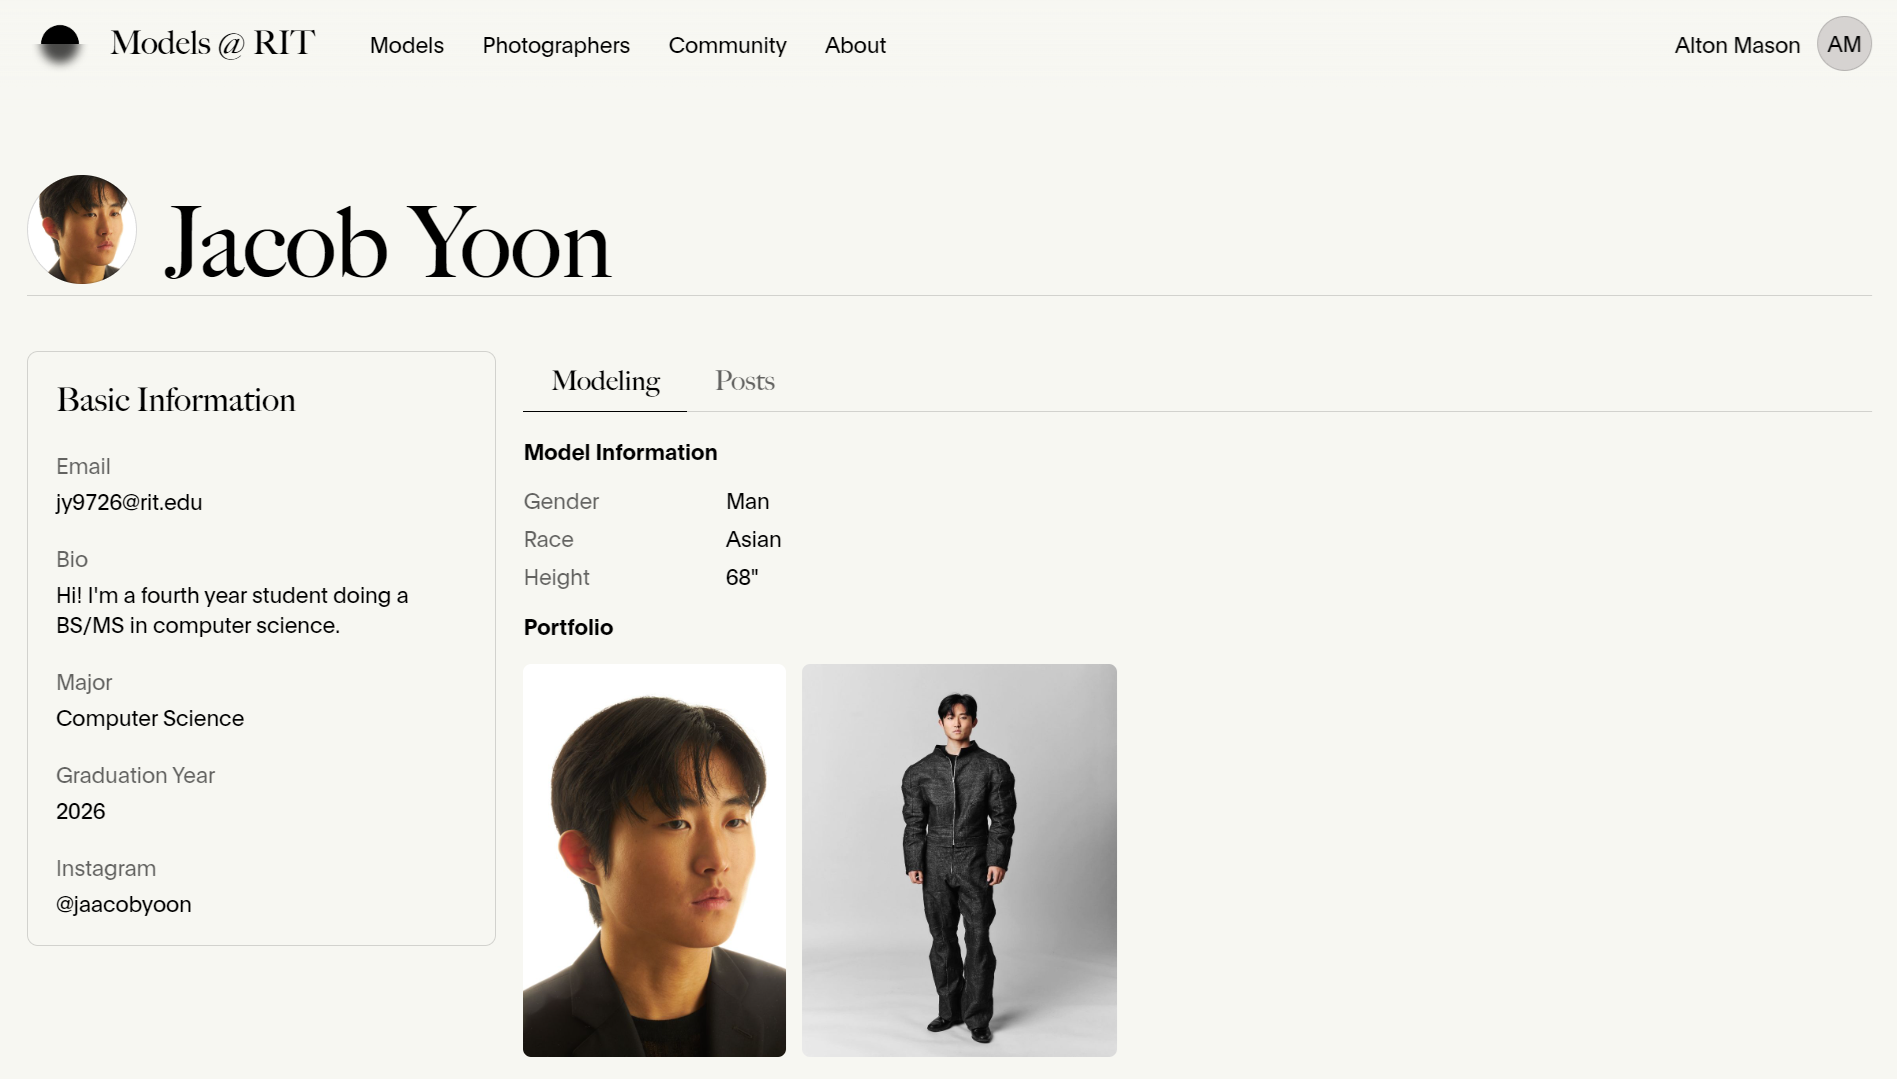 Models @ RIT
Models
Photographers
Community
About
Alton Mason
AM
Jacob Yoon
Basic Information
Email
jy9726@rit.edu
Bio
Hi! I'm a fourth year student doing a
BS/MS in computer science.
Major
Computer Science
Graduation Year
2026
Instagram
@jaacobyoon
Modeling
Posts
Model Information
Gender Man
Race Asian
Height 68"
Portfolio